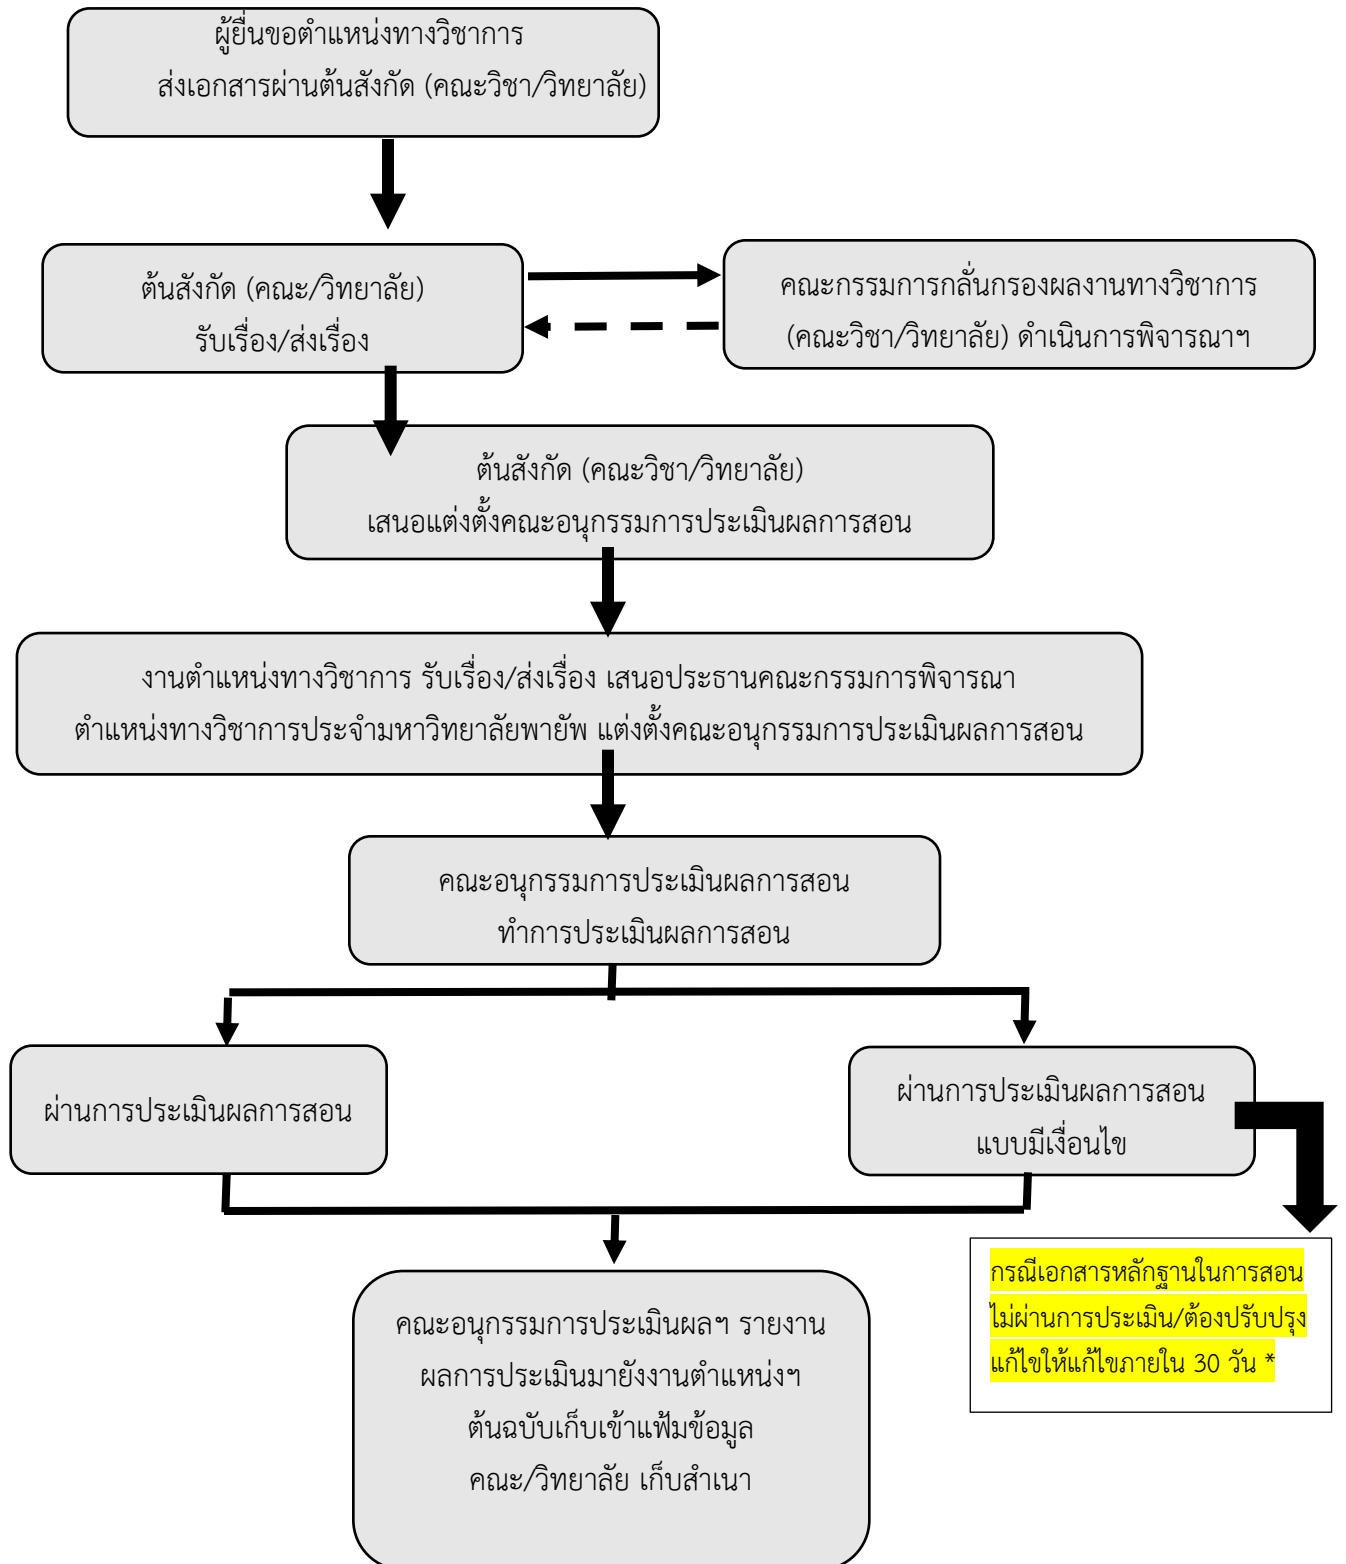 ผู้ยื่นขอตำแหน่งทางวิชาการ
ส่งเอกสารผ่านต้นสังกัด (คณะวิชา/วิทยาลัย)
ต้นสังกัด (คณะ/วิทยาลัย)
รับเรื่อง/ส่งเรื่อง
คณะกรรมการกลั่นกรองผลงานทางวิชาการ
(คณะวิชา/วิทยาลัย) ดำเนินการพิจารณาฯ
ต้นสังกัด (คณะวิชา/วิทยาลัย)
เสนอแต่งตั้งคณะอนุกรรมการประเมินผลการสอน
งานตำแหน่งทางวิชาการ รับเรื่อง/ส่งเรื่อง เสนอประธานคณะกรรมการพิจารณา
ตำแหน่งทางวิชาการประจำมหาวิทยาลัยพายัพ แต่งตั้งคณะอนุกรรมการประเมินผลการสอน
คณะอนุกรรมการประเมินผลการสอน
ทำการประเมินผลการสอน
ผ่านการประเมินผลการสอน
ผ่านการประเมินผลการสอน
แบบมีเงื่อนไข
กรณีเอกสารหลักฐานในการสอน
ไม่ผ่านการประเมิน/ต้องปรับปรุง
แก้ไขให้แก้ไขภายใน 30 วัน *
คณะอนุกรรมการประเมินผลฯ รายงาน
ผลการประเมินมายังงานตำแหน่งฯ
ต้นฉบับเก็บเข้าแฟ้มข้อมูล
คณะ/วิทยาลัย เก็บสำเนา